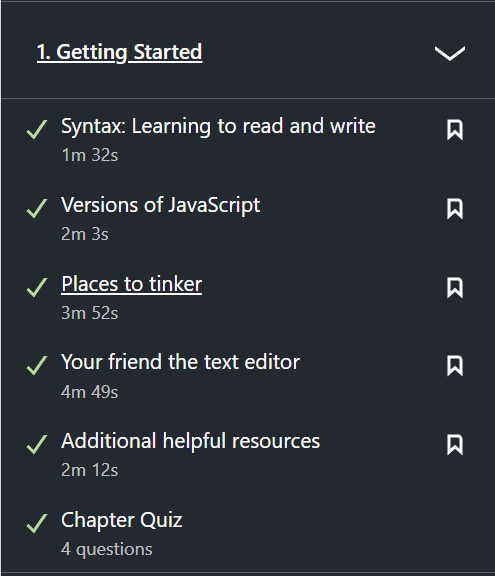 1. Getting Started
Syntax: Learning to read and write
1m 32s
Versions of JavaScript
2m 3s
Places to tinker
3m 52s
Your friend the text editor
4m 49s
Additional helpful resources
2m 12s
Chapter Quiz
4 questions